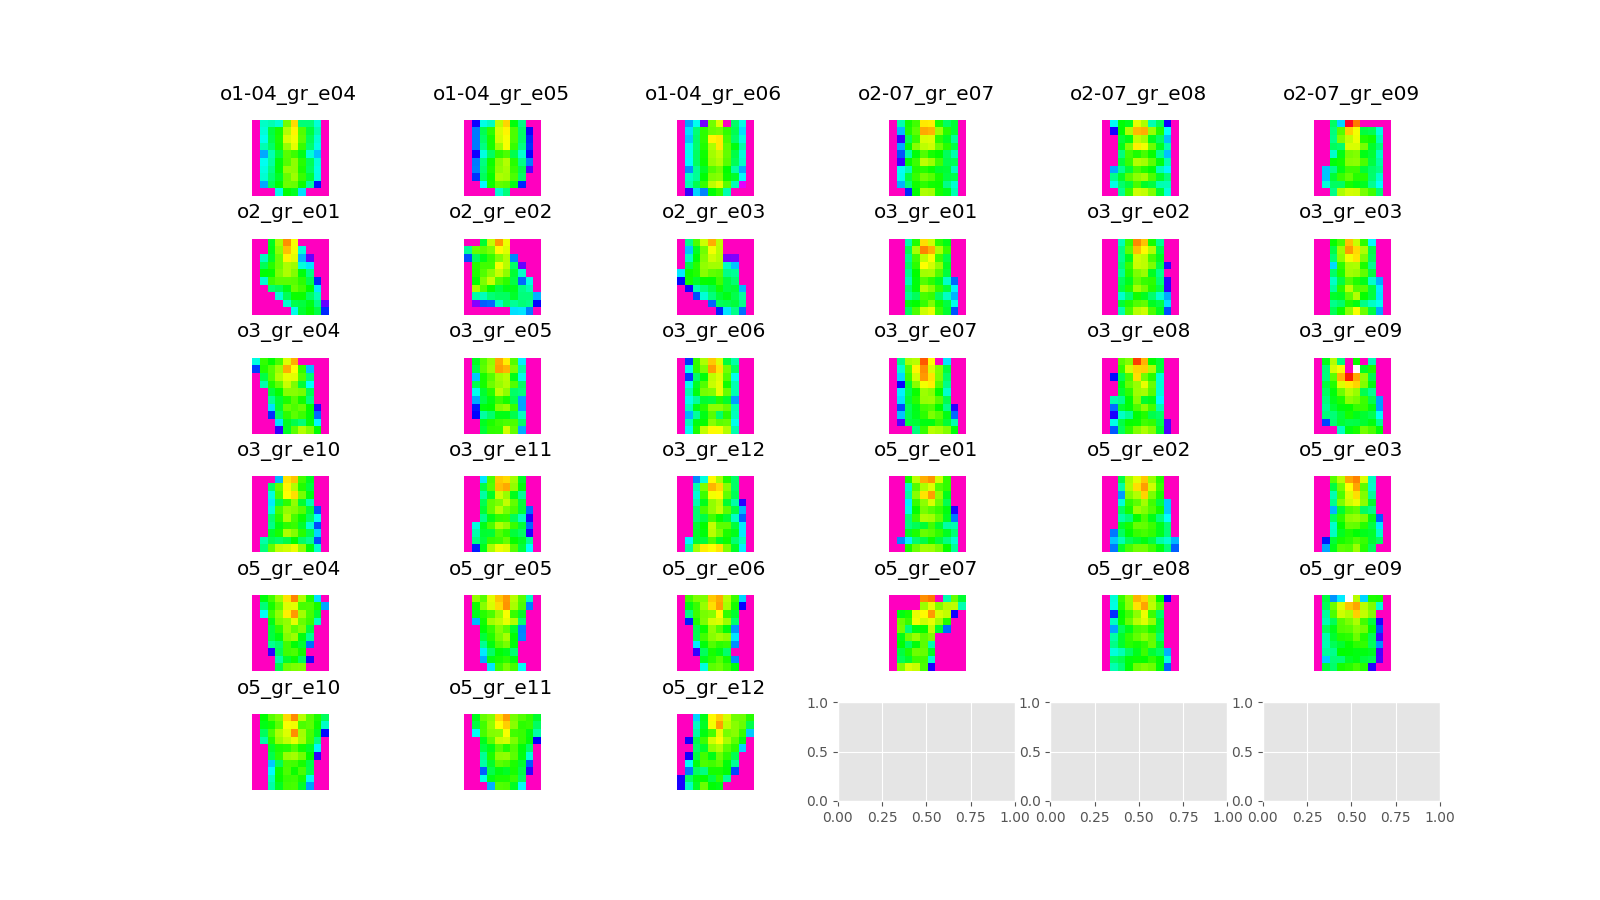 o1-04_gr_e04 o1-04_gr_e05 o1-04_gr_e06 o2-07_gr_e07 o2-07_gr_e08 o2-07_gr_e09
o2_gr_e01 o2_gr_e02 o2_gr_e03 o3_gr_e01 o3_gr_e02 o3_gr_e03
o3_gr_e04 o3_gr_e05 o3_gr_e06 o3_gr_e07 o3_gr_e08 o3_gr_e09
o3_gr_e10 o3_gr_e11 o3_gr_e12 o5_gr_e01 o5_gr_e02 o5_gr_e03
o5_gr_e04 o5_gr_e05 o5_gr_e06 o5_gr_e07 o5_gr_e08 o5_gr_e09
o5_gr_e10 o5_gr_e11 o5_gr_e12
1.0 1.0 1.0
0.5 0.5 0.5
0.0 0.0 0.0
0.00 0.25 0.50 0.75 1.00 0.00 0.25 0.50 0.75 1.00 0.00 0.25 0.50 0.75 1.00